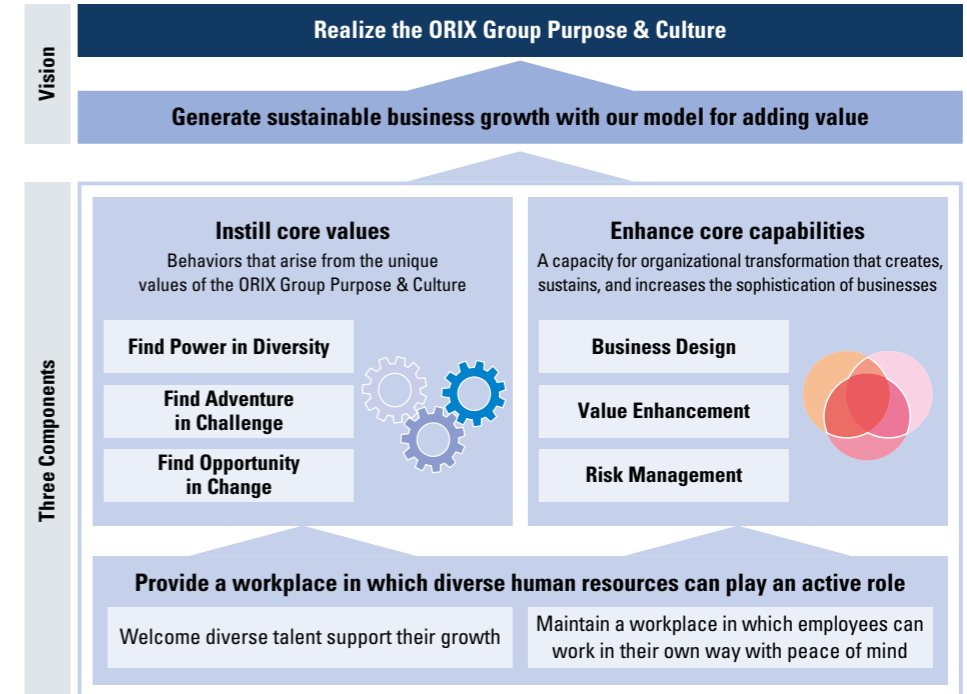 Vision
Realize the ORIX Group Purpose & Culture
Generate sustainable business growth with our model for adding value
Three Components
Instill core values
Behaviors that arise from the unique
values of the ORIX Group Purpose & Culture
Find Power in Diversity
Find Adventure
in Challenge
Find Opportunity
in Change
Enhance core capabilities
A capacity for organizational transformation that creates,
sustains, and increases the sophistication of businesses
Business Design
Value Enhancement
Risk Management
Provide a workplace in which diverse human resources can play an active role
Welcome diverse talent support their growth
Maintain a workplace in which employees can
work in their own way with peace of mind